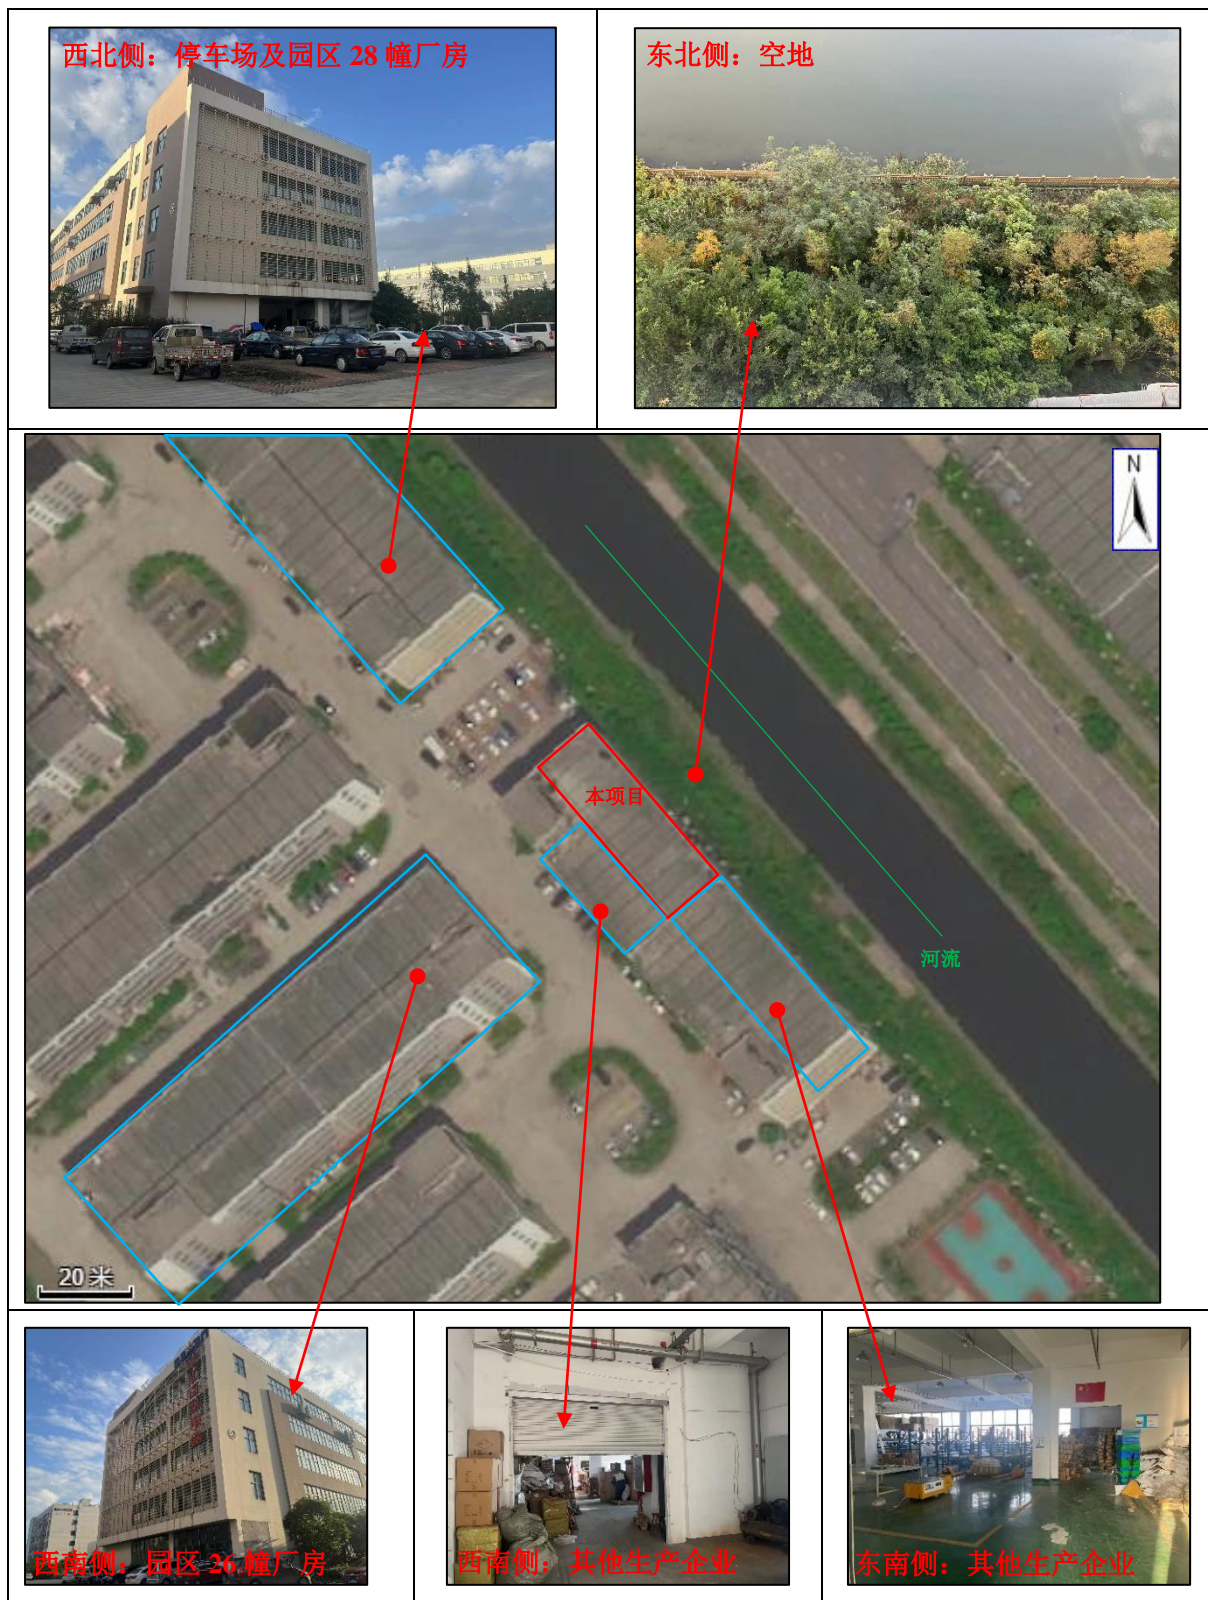 西北侧：停车场及园区 28 幢厂房
东北侧：空地
N
本项目
河流
20 米
西南侧：园区 26 幢厂房
西南侧：其他生产企业
东南侧：其他生产企业